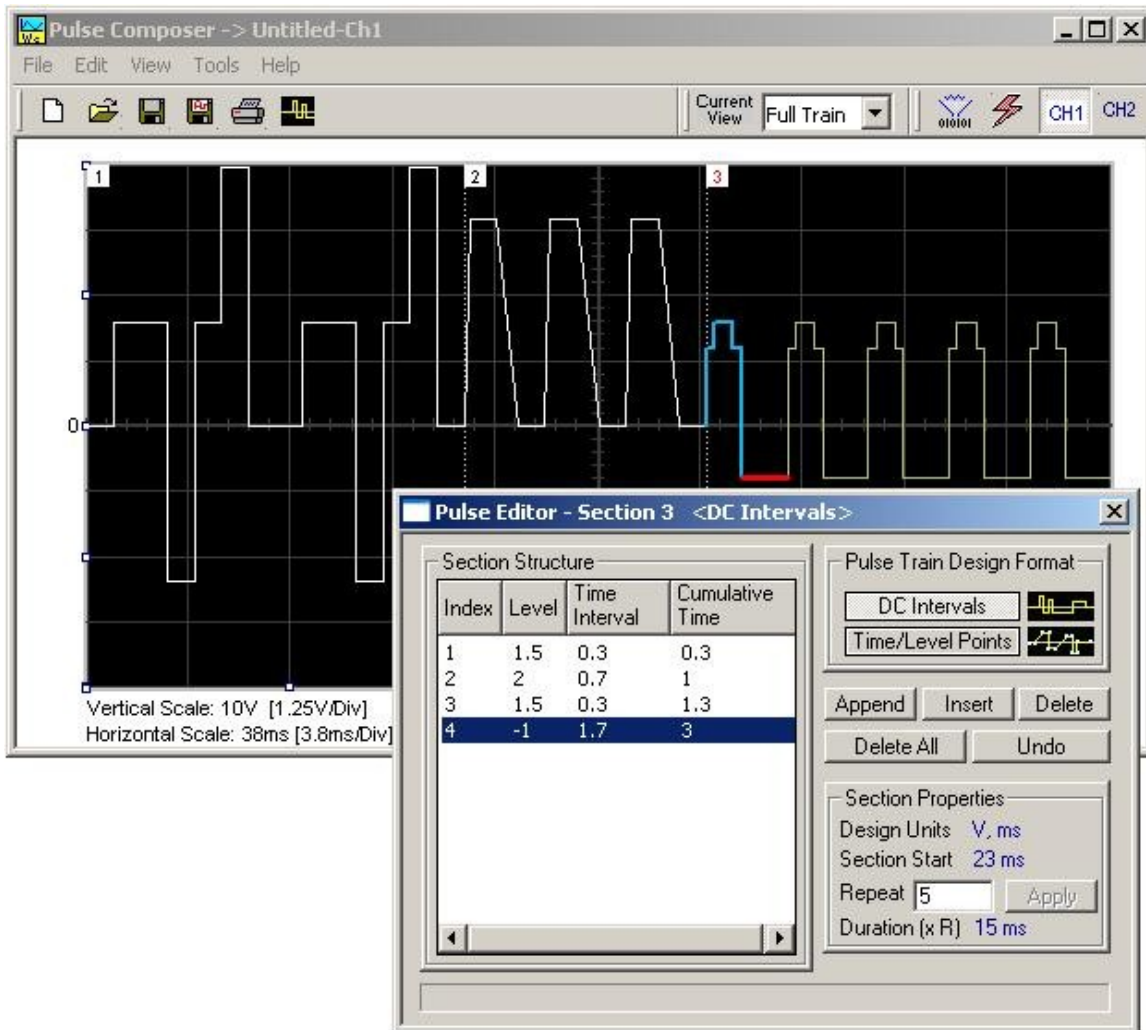 Pulse Composer -> Untitled-Ch1
File Edit View Tools Help
Current View Full Train CH1 CH2
1 2 3
0
Vertical Scale: 10V [1.25V/Div]
Horizontal Scale: 38ms [3.8ms/Div]
Pulse Editor - Section 3 <DC Intervals>
Section Structure
Index Level Time Interval Cumulative Time
1 1.5 0.3 0.3
2 2 0.7 1
3 1.5 0.3 1.3
4 -1 1.7 3
Pulse Train Design Format
DC Intervals
Time/Level Points
Append Insert Delete
Delete All Undo
Section Properties
Design Units V, ms
Section Start 23 ms
Repeat 5 Apply
Duration (x R) 15 ms